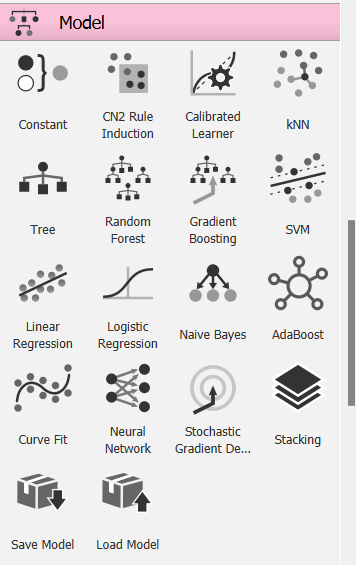 Model
Constant
CN2 Rule
Induction
Calibrated
Learner
kNN
Tree
Random
Forest
Gradient
Boosting
SVM
Linear
Regression
Logistic
Regression
Naive Bayes
AdaBoost
Curve Fit
Neural
Network
Stochastic
Gradient De...
Stacking
Save Model
Load Model